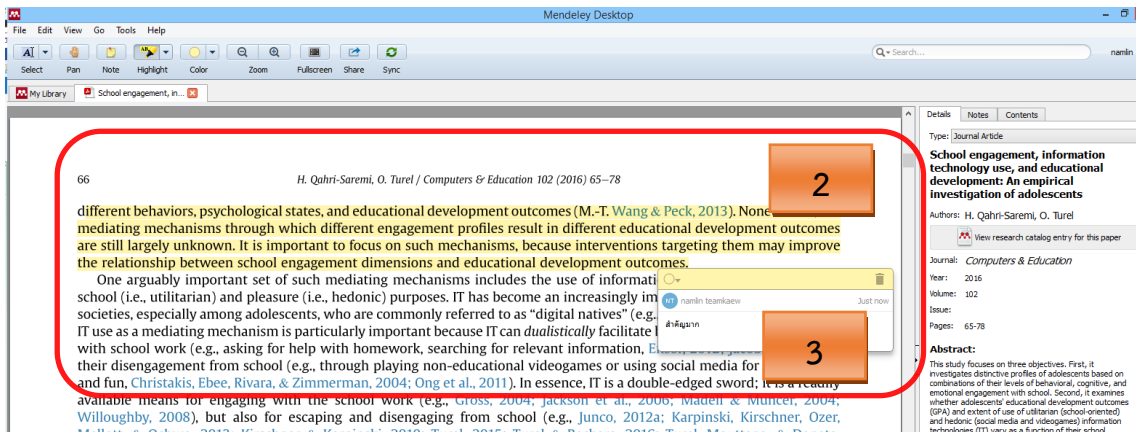 Mendeley Desktop
File Edit View Go Tools Help
Select Pan Note Highlight Color Zoom Fullscreen Share Sync
Search...
namlin
My Library
School engagement, in...
66
H. Qahri-Saremi, O. Turel / Computers & Education 102 (2016) 65–78
2
different behaviors, psychological states, and educational development outcomes (M.-T. Wang & Peck, 2013). None
mediating mechanisms through which different engagement profiles result in different educational development outcomes
are still largely unknown. It is important to focus on such mechanisms, because interventions targeting them may improve
the relationship between school engagement dimensions and educational development outcomes.
One arguably important set of such mediating mechanisms includes the use of
school (i.e., utilitarian) and pleasure (i.e., hedonic) purposes. IT has become an increasingly
societies, especially among adolescents, who are commonly referred to as "digital natives" (e.g.
IT use as a mediating mechanism is particularly important because IT can dualistically facilitate
with school work (e.g., asking for help with homework, searching for relevant information,
their disengagement from school (e.g., through playing non-educational videogames or using social media for
and fun, Christakis, Ebee, Rivara, & Zimmerman, 2004; Ong et al., 2011). In essence, IT is a double-edged sword; it is a readily
available means for engaging with the school work (e.g., Gross, 2004; Jackson et al., 2006; Madell & Muncer, 2004;
Willoughby, 2008), but also for escaping and disengaging from school (e.g., Junco, 2012a; Karpinski, Kirschner, Ozer,
NT namlin teamkaew Just now
สำคัญมาก
3
Details Notes Contents
Type: Journal Article
School engagement, information
technology use, and educational
development: An empirical
investigation of adolescents
Authors: H. Qahri-Saremi, O. Turel
View research catalog entry for this paper
Journal: Computers & Education
Year: 2016
Volume: 102
Issue:
Pages: 65-78
Abstract:
This study focuses on three objectives. First, it
investigates distinctive profiles of adolescents based on
combinations of their levels of behavioral, cognitive, and
emotional engagement with school. Second, it examines
whether adolescents' educational development outcomes
(GPA) and extent of use of utilitarian (school-oriented)
and hedonic (social media and videogames) information
technologies (IT) vary as a function of their school